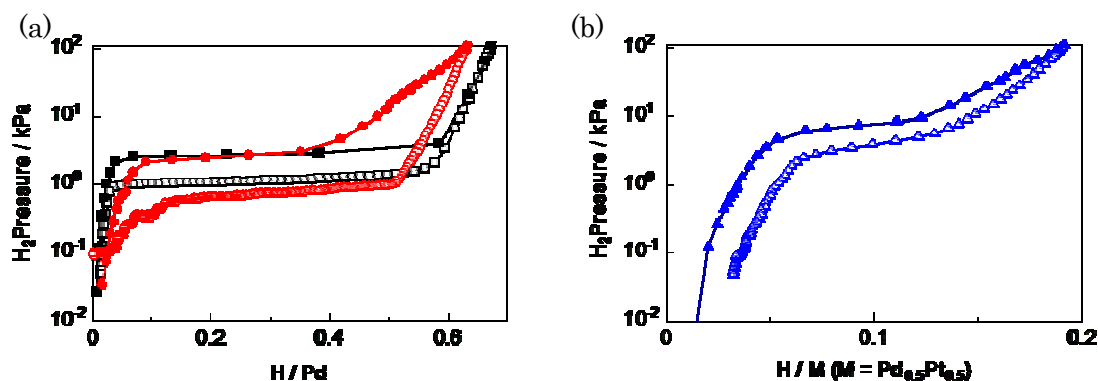 (a)
10²
10¹
10⁰
10⁻¹
10⁻²
H₂Pressure / kPa
0
0.2
0.4
0.6
H / Pd
(b)
10²
10¹
10⁰
10⁻¹
10⁻²
H₂Pressure / kPa
0
0.1
0.2
H / M (M = Pd₀.₅Pt₀.₅)